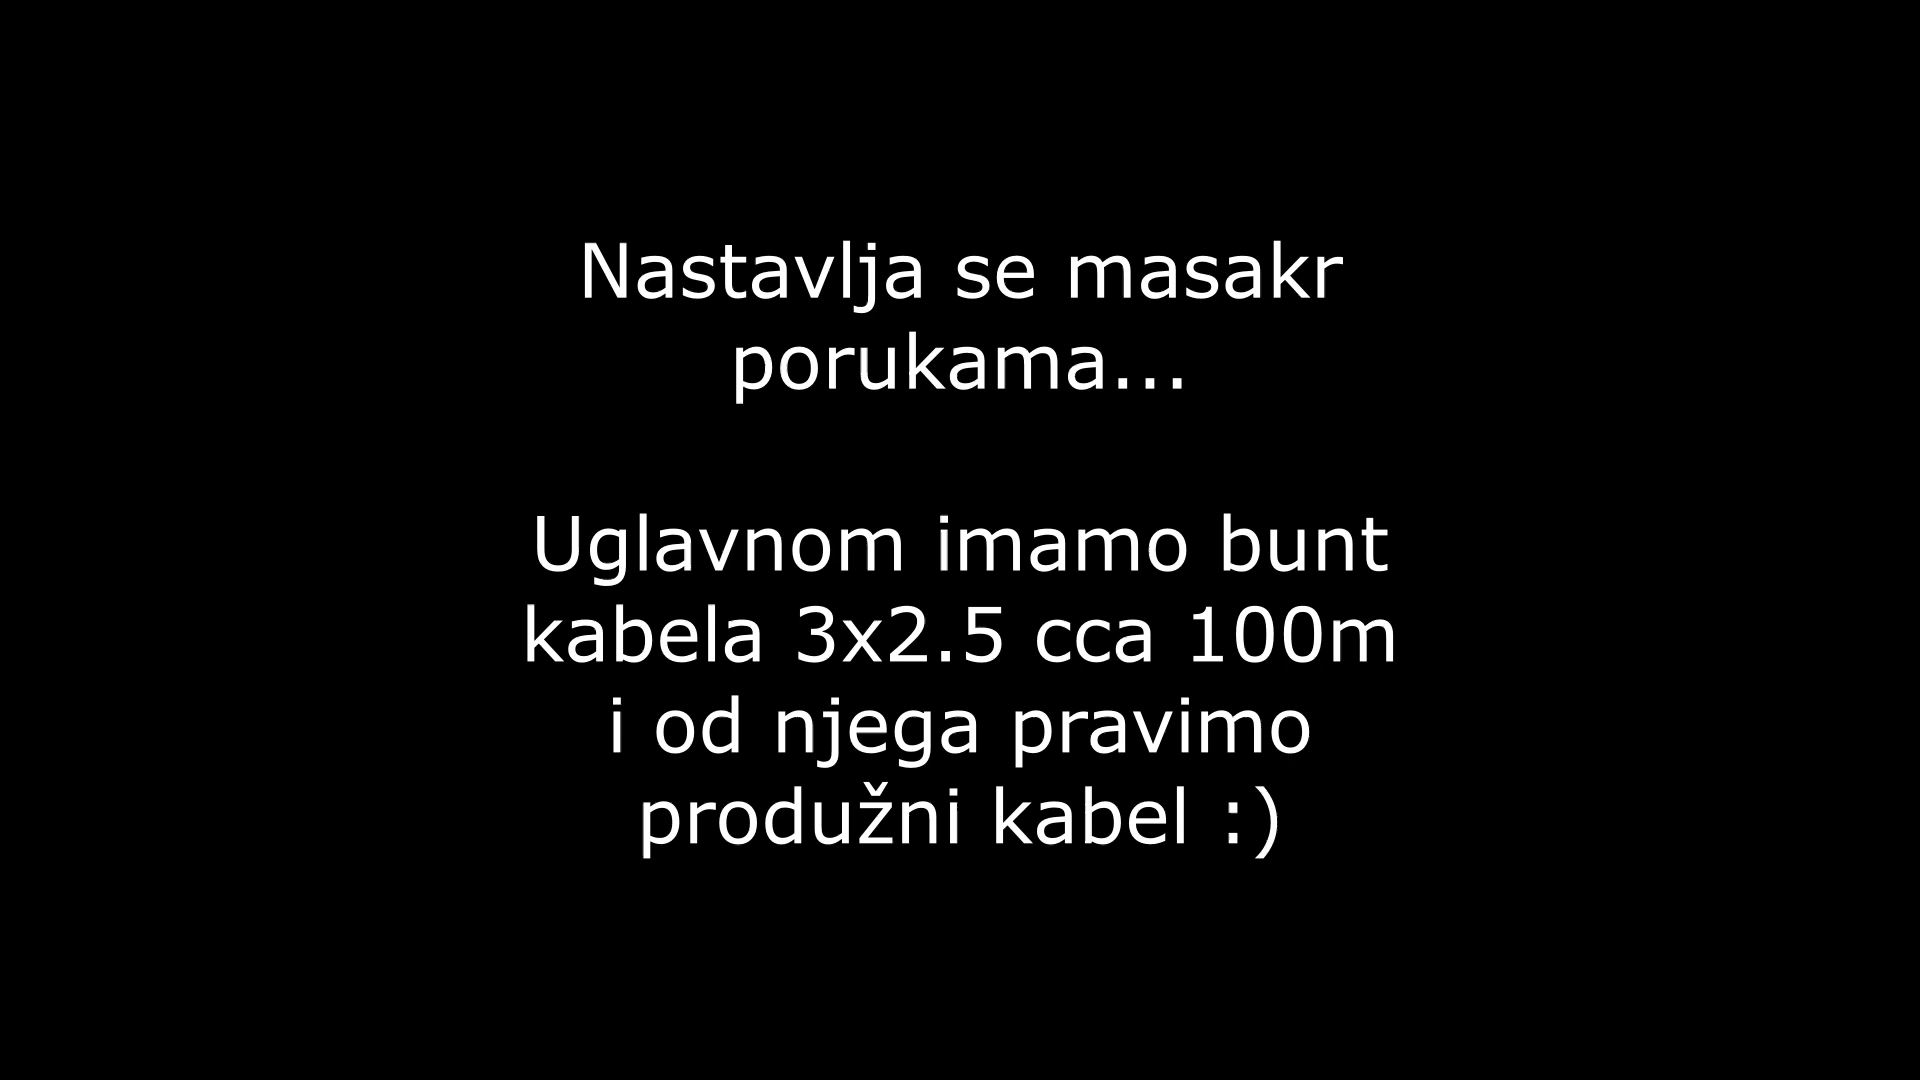 Nastavlja se masakr
porukama...
Uglavnom imamo bunt
kabela 3x2.5 cca 100m
i od njega pravimo
produžni kabel :)